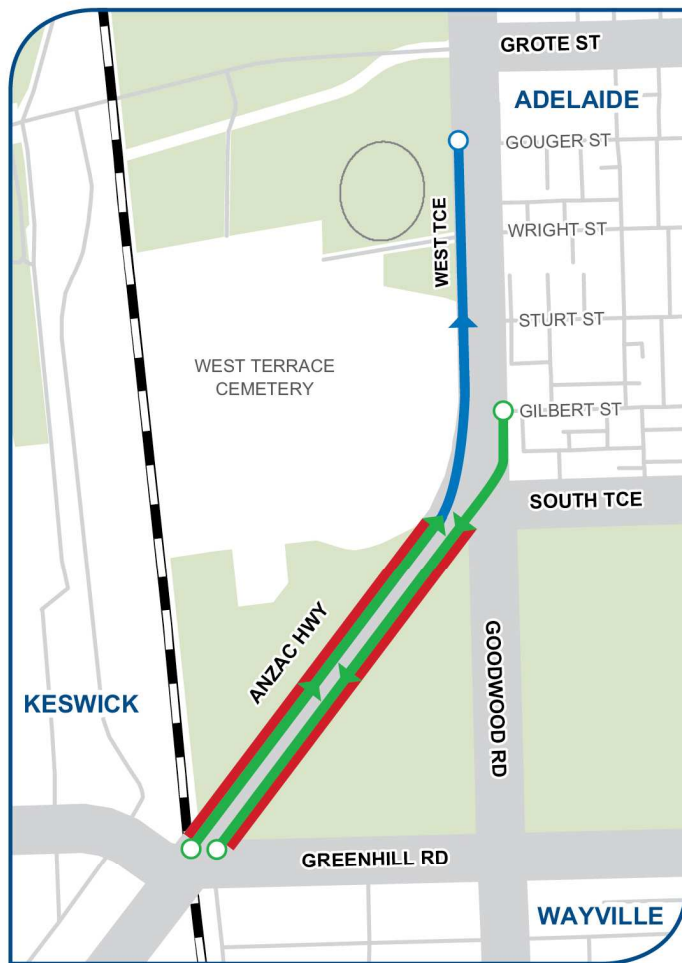 GROTE ST
ADELAIDE
GOUGER ST
WEST TCE
WRIGHT ST
STURT ST
WEST TERRACE
CEMETERY
GILBERT ST
SOUTH TCE
ANZAC HWY
GOODWOOD RD
KESWICK
GREENHILL RD
WAYVILLE